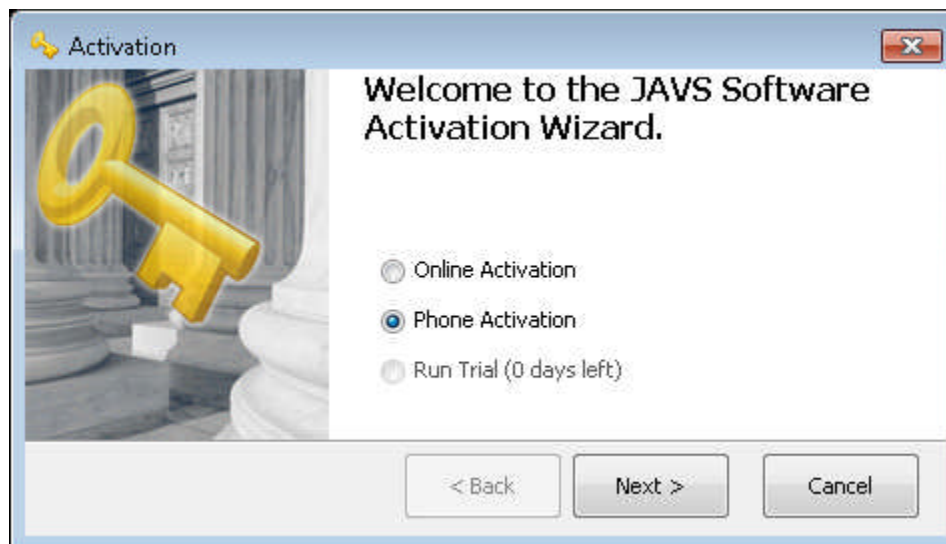 Activation
Welcome to the JAVS Software
Activation Wizard.
Online Activation
Phone Activation
Run Trial (0 days left)
< Back
Next >
Cancel